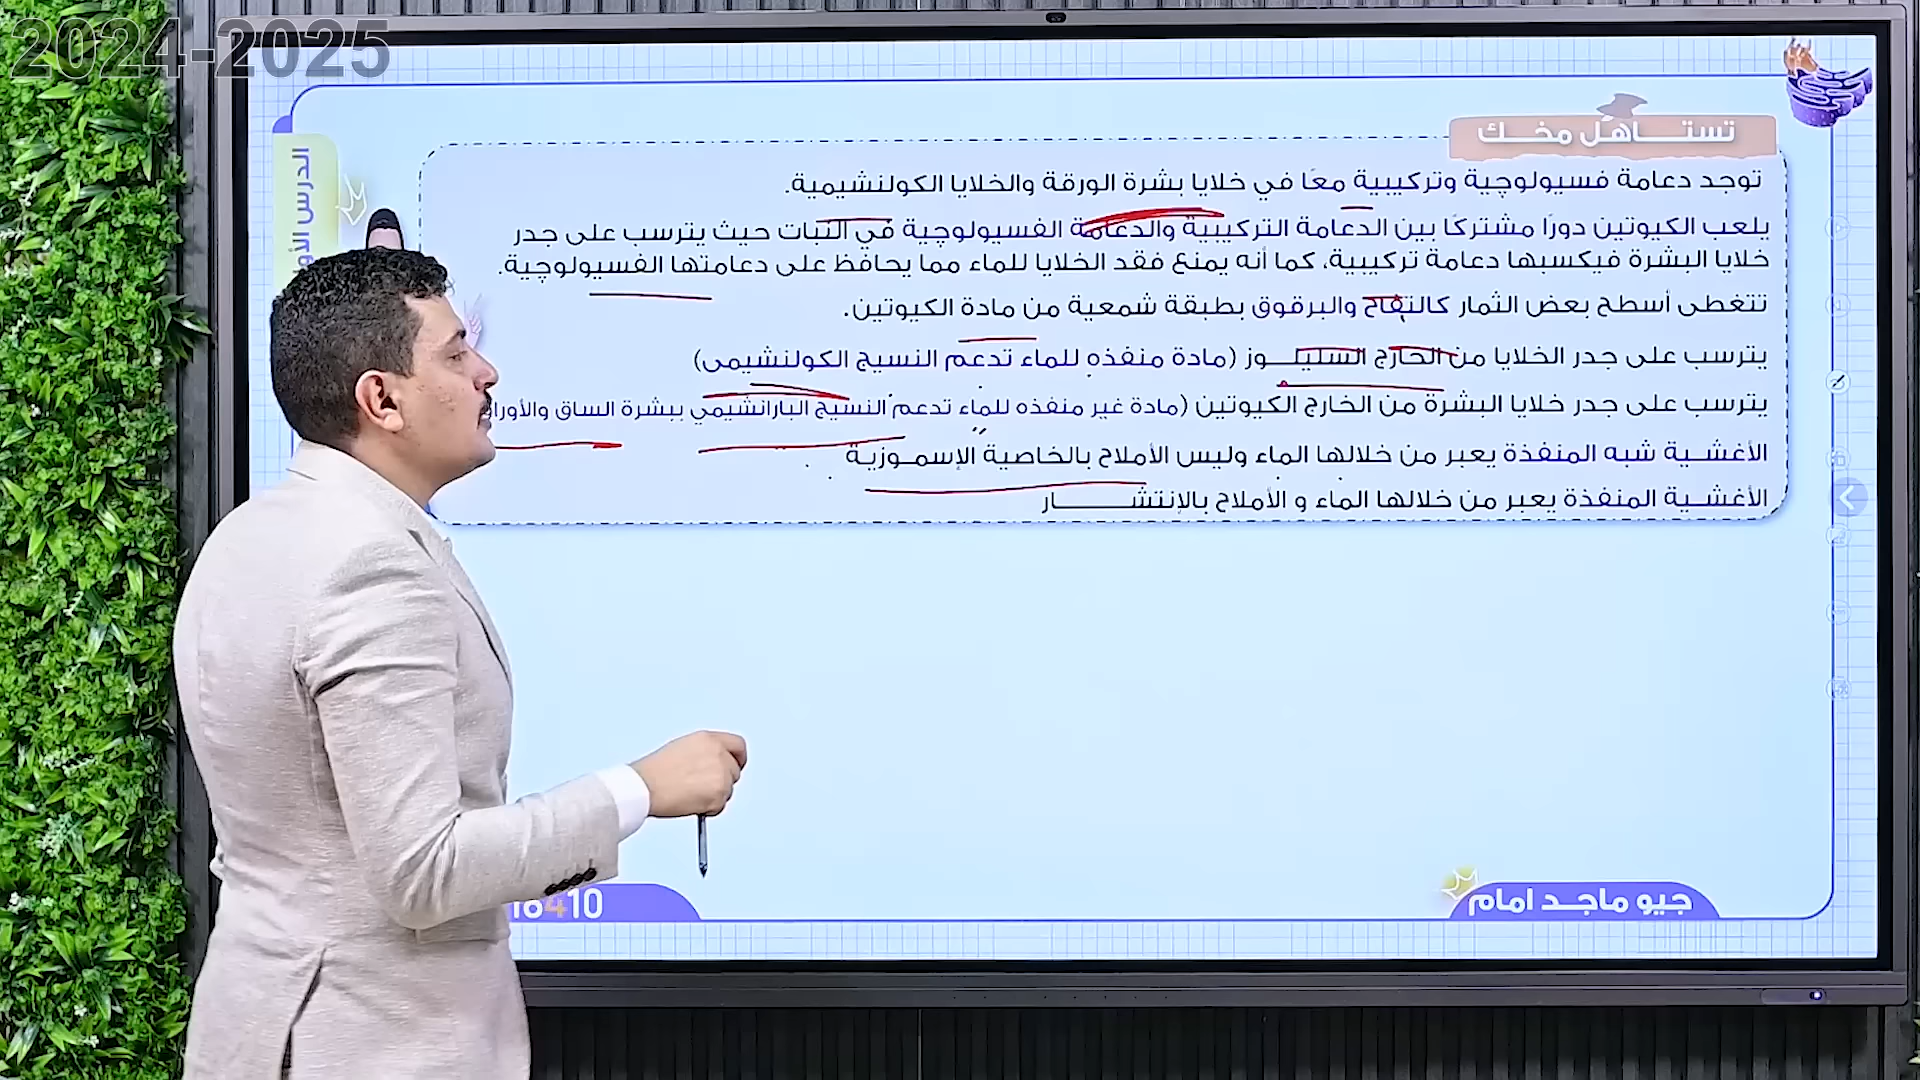 2024-2025
تستاهل مخك
توجد دعامة فسيولوچية وتركيبية معًا في خلايا بشرة الورقة والخلايا الكولنشيمية.
يلعب الكيوتين دورًا مشتركًا بين الدعامة التركيبية والدعامة الفسيولوچية في النبات حيث يترسب على جدر
خلايا البشرة فيكسبها دعامة تركيبية، كما أنه يمنع فقد الخلايا للماء مما يحافظ على دعامتها الفسيولوچية.
تتغطى أسطح بعض الثمار كالتفاح والبرقوق بطبقة شمعية من مادة الكيوتين.
يترسب على جدر الخلايا من الخارج السليلوز (مادة منفذه للماء تدعم النسيج الكولنشيمى)
يترسب على جدر خلايا البشرة من الخارج الكيوتين (مادة غير منفذه للماء تدعم النسيج البارانشيمي ببشرة الساق
الأغشية شبه المنفذة يعبر من خلالها الماء وليس الأملاح بالخاصية الإسموزية
الأغشية المنفذة يعبر من خلالها الماء و الأملاح بالإنتشار
الدرس
جيو ماجد امام